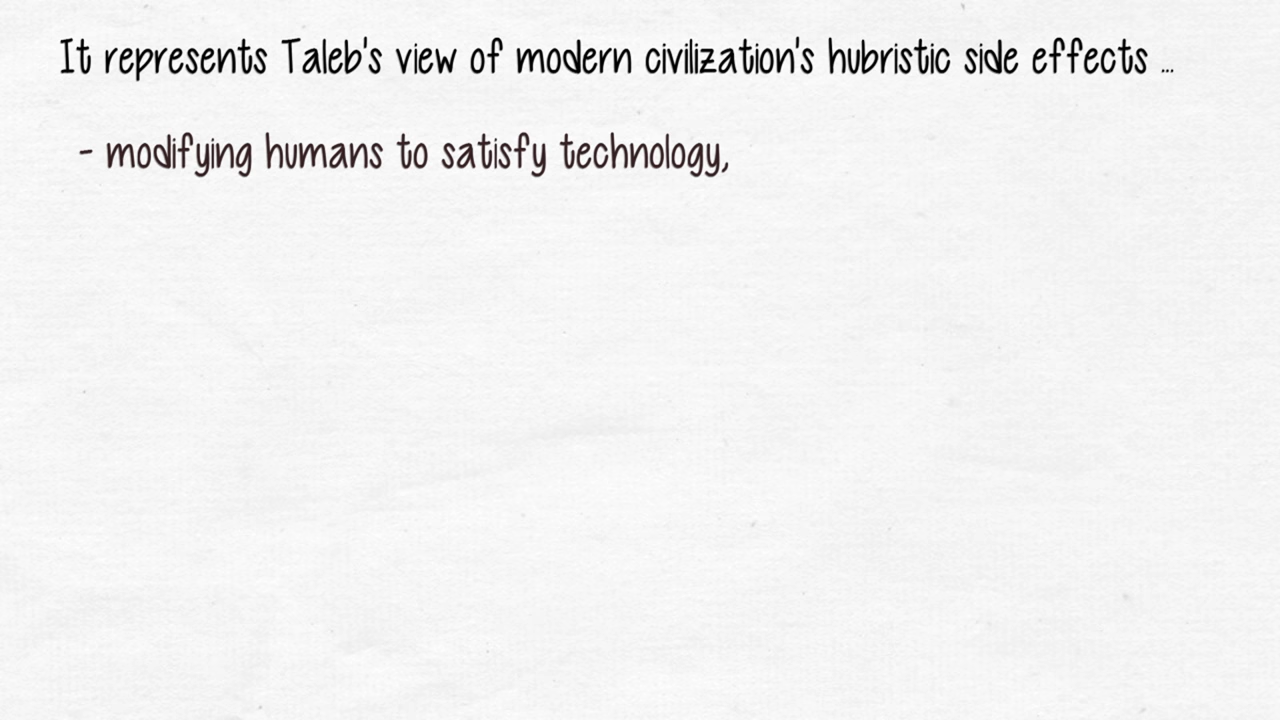 It represents Taleb's view of modern civilization's hubristic side effects ...
- modifying humans to satisfy technology,